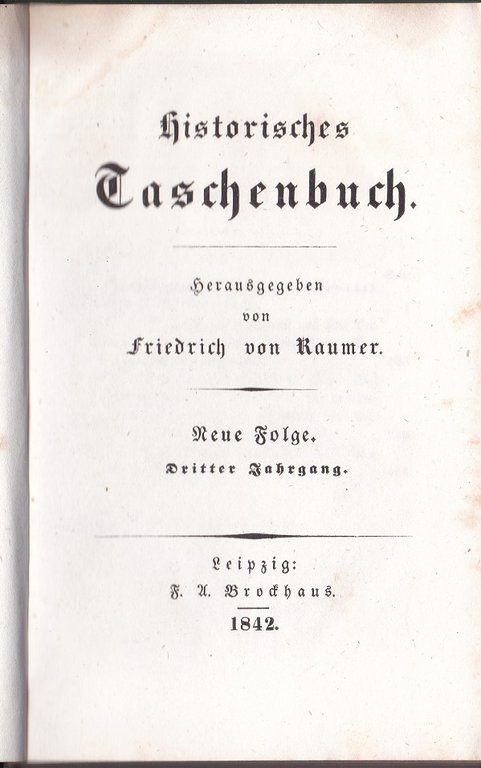 Historisches
Taschenbuch.
Herausgegeben
von
Friedrich von Raumer.
Neue Folge.
Dritter Jahrgang.
Leipzig:
F. A. Brockhaus.
1842.